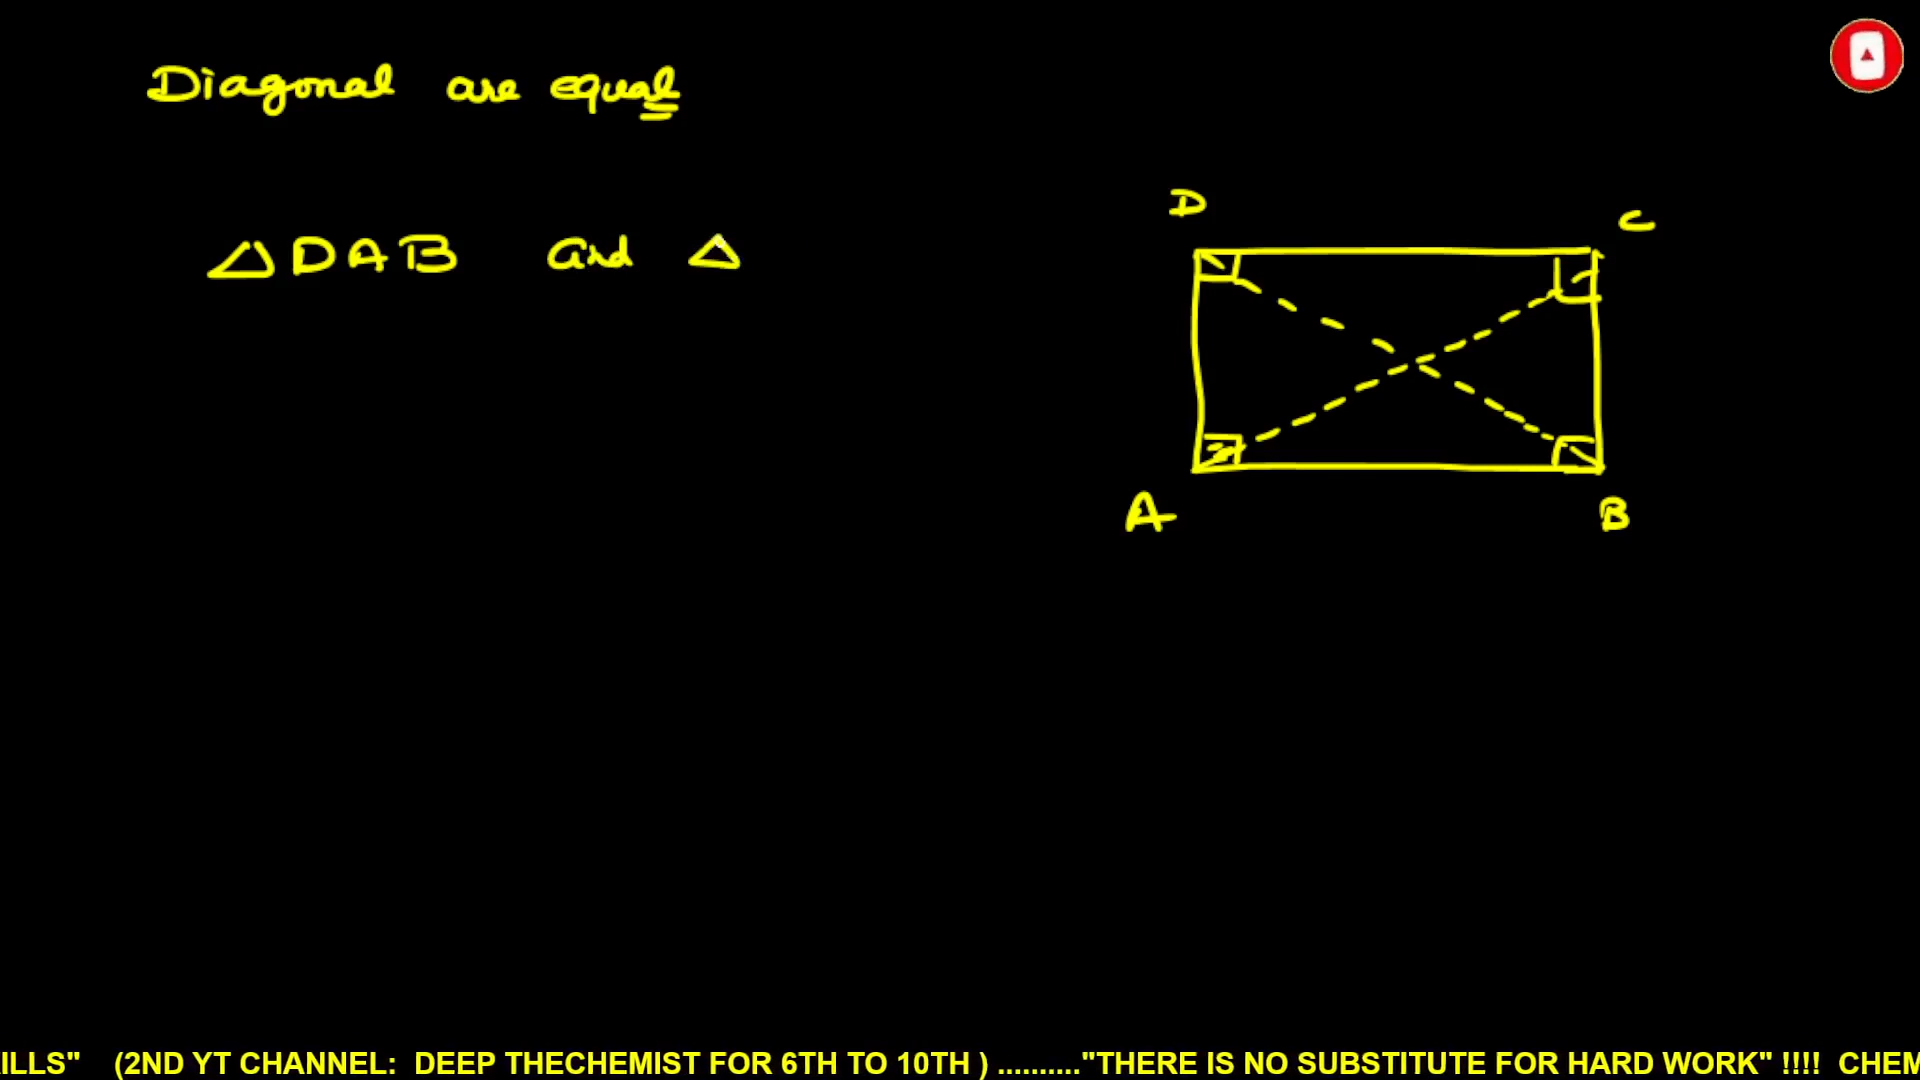 Diagonal are equal
△DAB and △
D
C
A
B
ILLS" (2ND YT CHANNEL: DEEP THECHEMIST FOR 6TH TO 10TH ) .........."THERE IS NO SUBSTITUTE FOR HARD WORK" !!!! CHEM